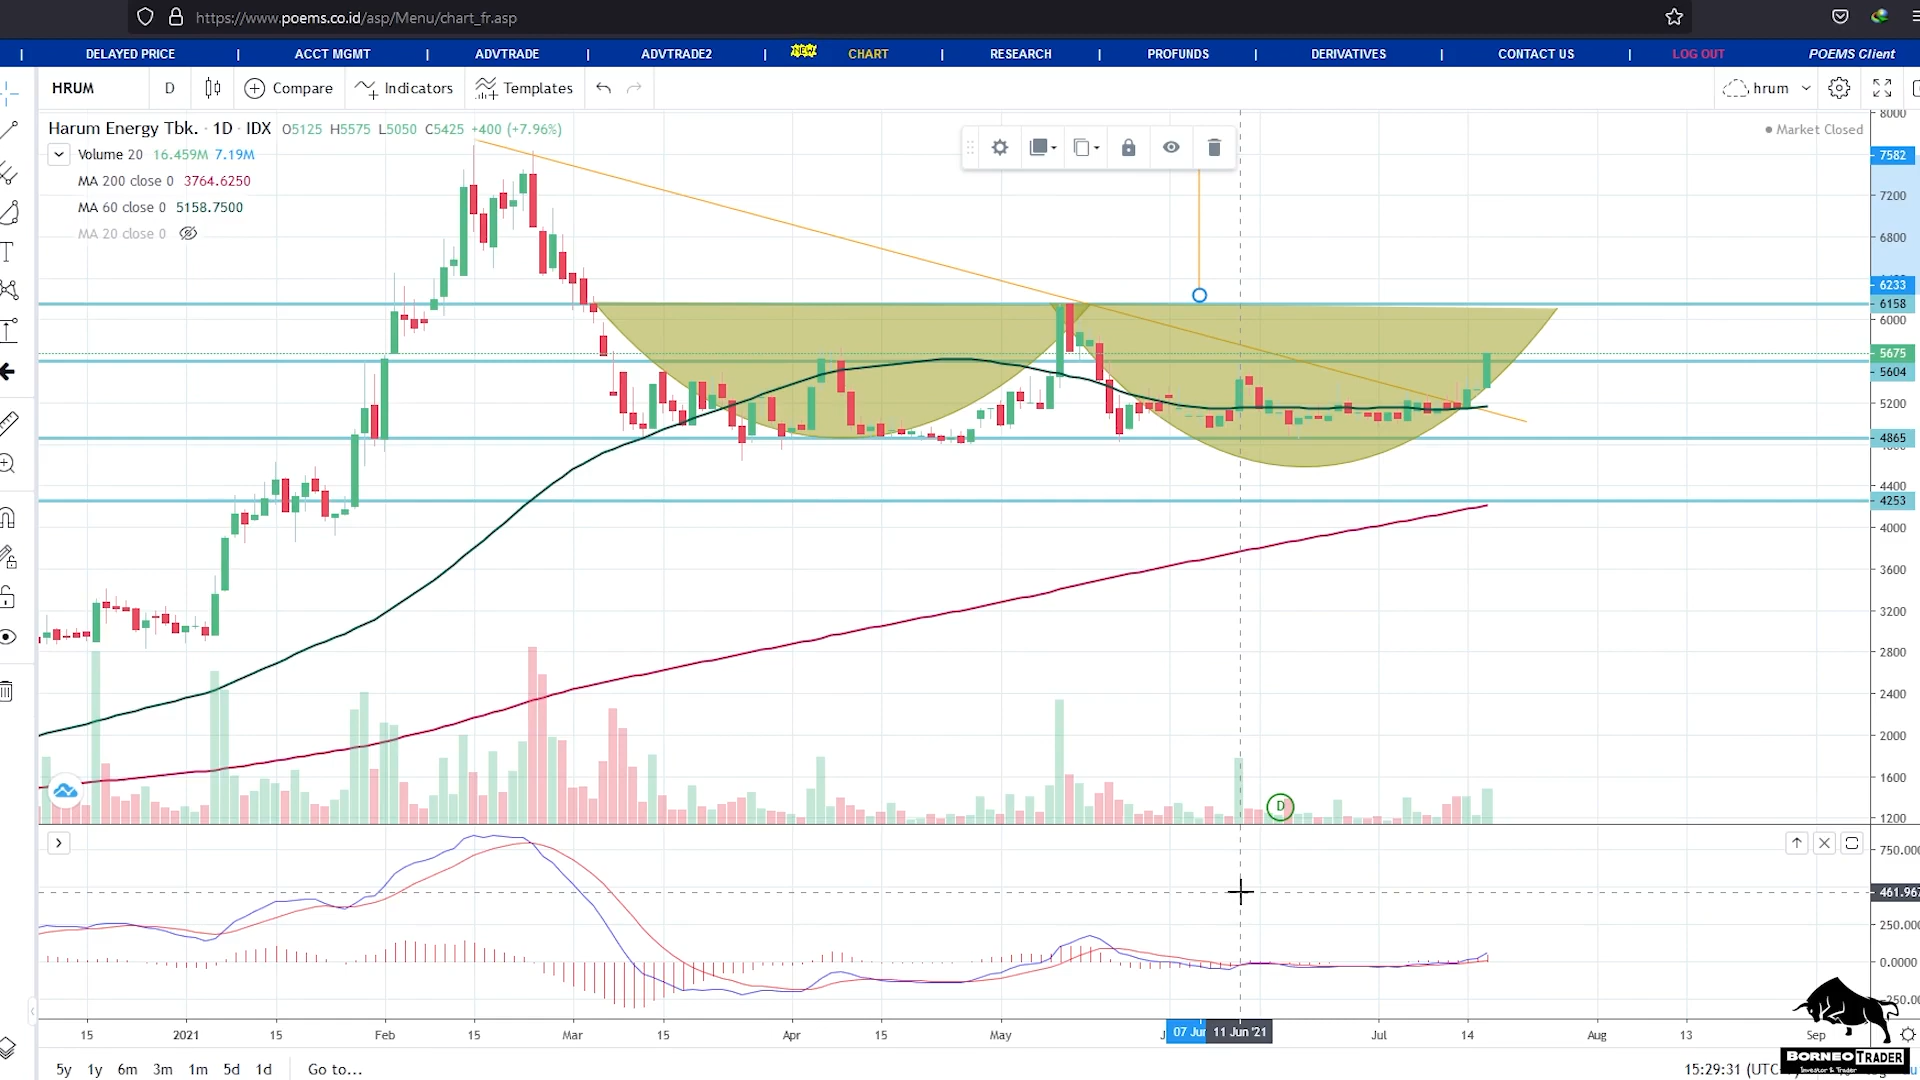 https://www.poems.co.id/asp/Menu/chart_fr.asp
| DELAYED PRICE | ACCT MGMT | ADVTRADE | ADVTRADE2 | NEW CHART | RESEARCH | PROFUNDS | DERIVATIVES | CONTACT US | LOG OUT POEMS Client
HRUM D Compare Indicators Templates hrum
Harum Energy Tbk. · 1D · IDX O5125 H5575 L5050 C5425 +400 (+7.96%)
Market Closed
Volume 20 16.459M 7.19M
MA 200 close 0 3764.6250
MA 60 close 0 5158.7500
MA 20 close 0
8000
7582
7200
6800
6233
6158
6000
5675
5604
5200
4865
4400
4253
4000
3600
3200
2800
2400
2000
1600
1200
D
750.000
461.967
250.000
0.0000
15 2021 15 Feb 15 Mar 15 Apr 15 May 07 Jun 11 Jun '21 Jul 14 Aug 13 Sep
5y 1y 6m 3m 1m 5d 1d Go to... 15:29:31 (UTC
BORNEO TRADER
Investor & Trader